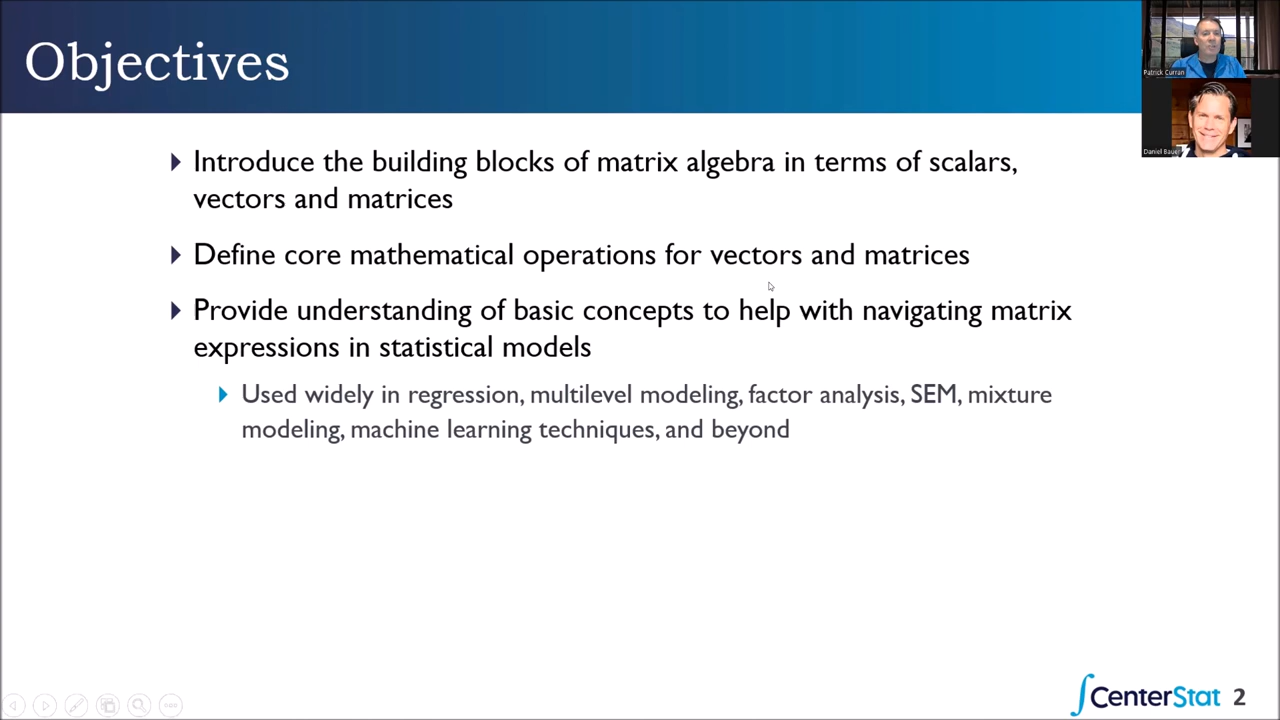 Objectives
Patrick Curran
Daniel Bauer
Introduce the building blocks of matrix algebra in terms of scalars,
vectors and matrices
Define core mathematical operations for vectors and matrices
Provide understanding of basic concepts to help with navigating matrix
expressions in statistical models
Used widely in regression, multilevel modeling, factor analysis, SEM, mixture
modeling, machine learning techniques, and beyond
CenterStat 2